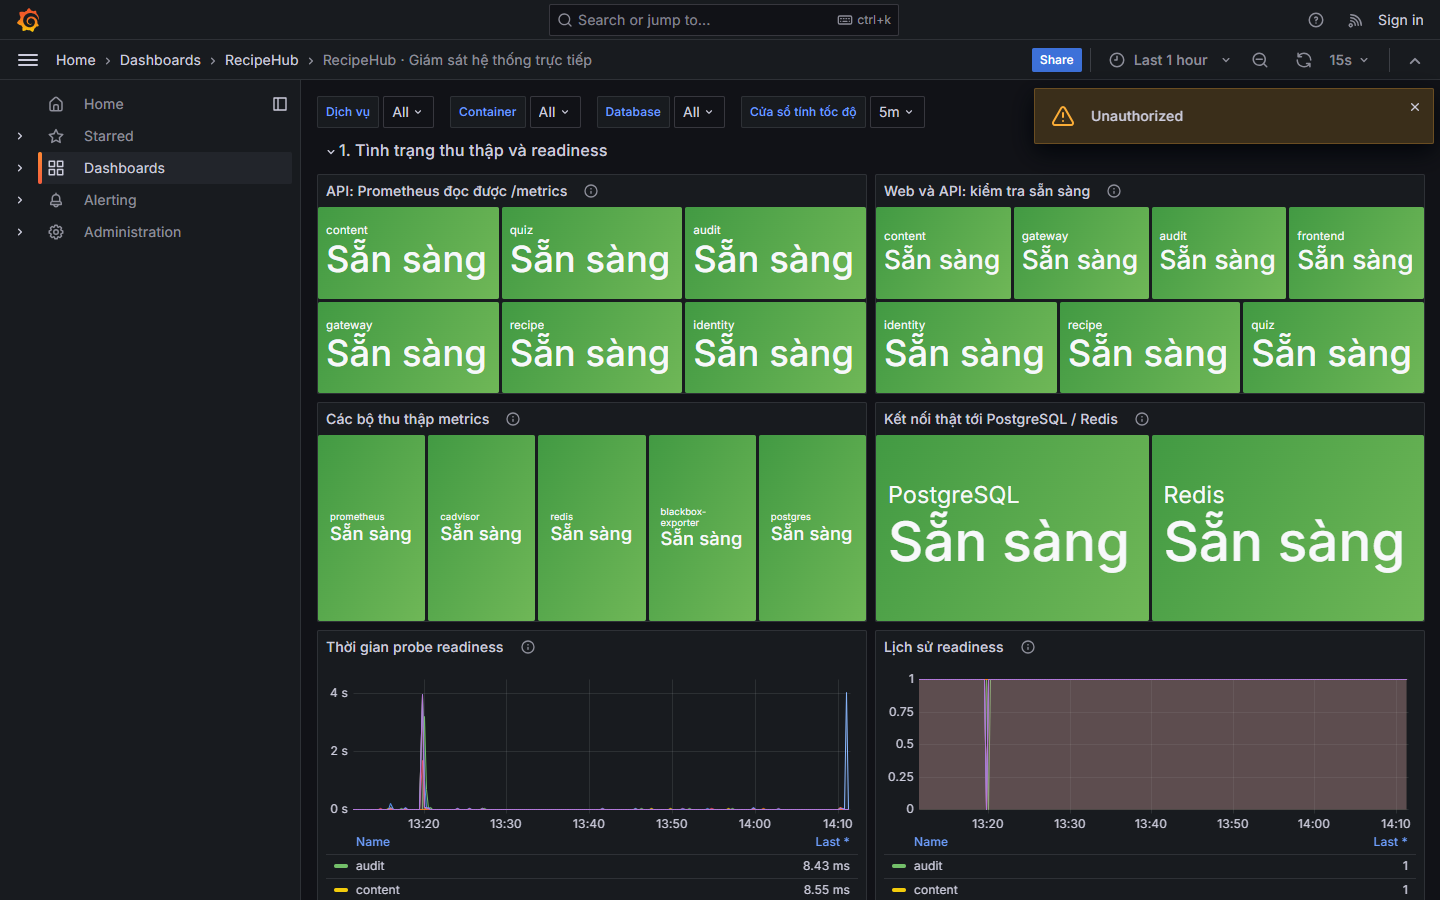 Search or jump to...
ctrl+k
Sign in
Home
Dashboards
RecipeHub
RecipeHub · Giám sát hệ thống trực tiếp
Share
Last 1 hour
15s
Home
Starred
Dashboards
Alerting
Administration
Dịch vụ
All
Container
All
Database
All
Cửa sổ tính tốc độ
5m
Unauthorized
1. Tình trạng thu thập và readiness
API: Prometheus đọc được /metrics
content
Sẵn sàng
quiz
Sẵn sàng
audit
Sẵn sàng
gateway
Sẵn sàng
recipe
Sẵn sàng
identity
Sẵn sàng
Web và API: kiểm tra sẵn sàng
content
Sẵn sàng
gateway
Sẵn sàng
audit
Sẵn sàng
frontend
Sẵn sàng
identity
Sẵn sàng
recipe
Sẵn sàng
quiz
Sẵn sàng
Các bộ thu thập metrics
prometheus
Sẵn sàng
cadvisor
Sẵn sàng
redis
Sẵn sàng
blackbox-
exporter
Sẵn sàng
postgres
Sẵn sàng
Kết nối thật tới PostgreSQL / Redis
PostgreSQL
Sẵn sàng
Redis
Sẵn sàng
Thời gian probe readiness
4 s
2 s
0 s
13:20
13:30
13:40
13:50
14:00
14:10
Name
Last *
audit
8.43 ms
content
8.55 ms
Lịch sử readiness
1
0.75
0.5
0.25
0
13:20
13:30
13:40
13:50
14:00
14:10
Name
Last *
audit
1
content
1